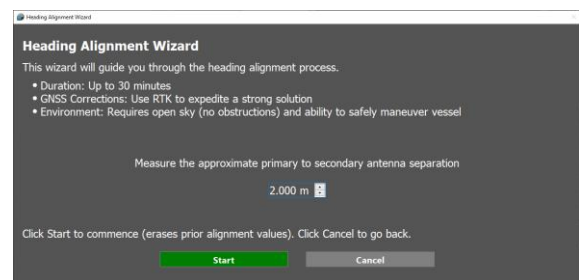 Heading Alignment Wizard
Heading Alignment Wizard
This wizard will guide you through the heading alignment process.
• Duration: Up to 30 minutes
• GNSS Corrections: Use RTK to expedite a strong solution
• Environment: Requires open sky (no obstructions) and ability to safely maneuver vessel
Measure the approximate primary to secondary antenna separation
2.000 m
Click Start to commence (erases prior alignment values). Click Cancel to go back.
Start Cancel